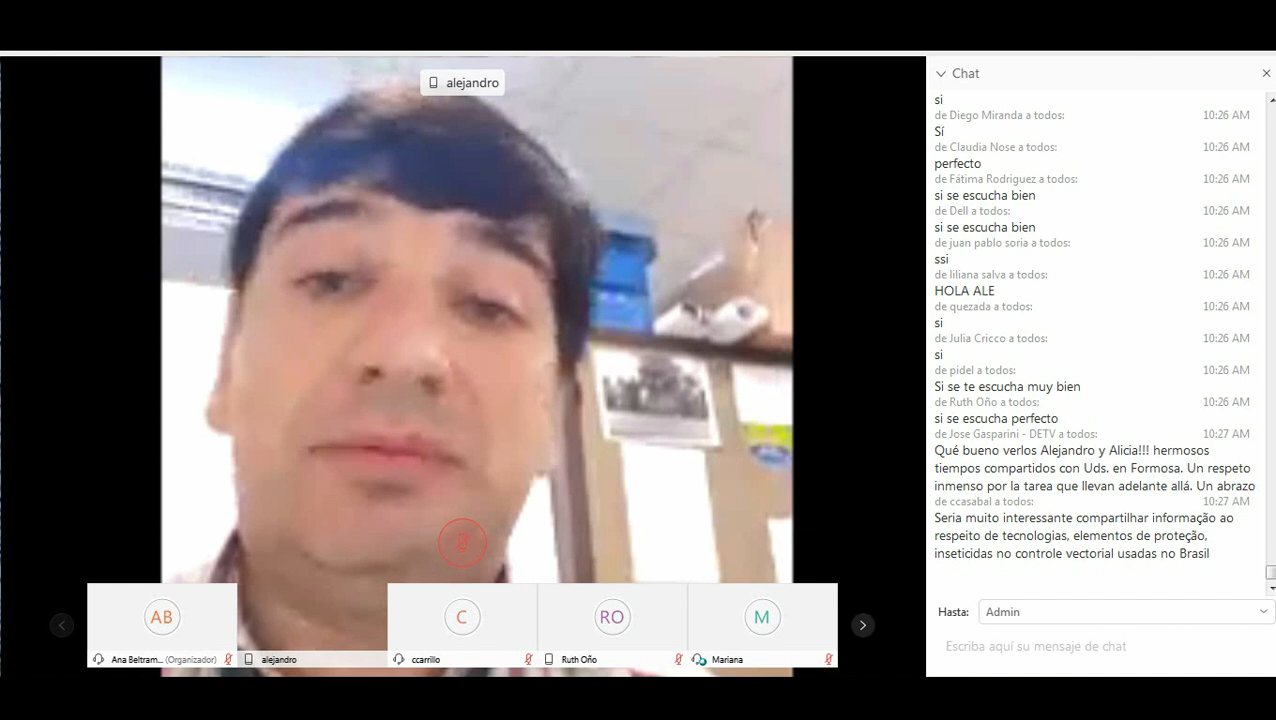 alejandro
Chat
si
de Diego Miranda a todos: 10:26 AM
Sí
de Claudia Nose a todos: 10:26 AM
perfecto
de Fátima Rodriguez a todos: 10:26 AM
si se escucha bien
de Dell a todos: 10:26 AM
si se escucha bien
de juan pablo soria a todos: 10:26 AM
ssi
de liliana salva a todos: 10:26 AM
HOLA ALE
de quezada a todos: 10:26 AM
si
de Julia Cricco a todos: 10:26 AM
si
de pidel a todos: 10:26 AM
Si se te escucha muy bien
de Ruth Oño a todos: 10:26 AM
si se escucha perfecto
de Jose Gasparini - DETV a todos: 10:27 AM
Qué bueno verlos Alejandro y Alicia!!! hermosos
tiempos compartidos con Uds. en Formosa. Un respeto
inmenso por la tarea que llevan adelante allá. Un abrazo
de ccasabal a todos: 10:27 AM
Seria muito interessante compartilhar informação ao
respeito de tecnologias, elementos de proteção,
inseticidas no controle vectorial usadas no Brasil
Hasta: Admin
Escriba aquí su mensaje de chat
AB
C
RO
M
Ana Beltram... (Organizador)
alejandro
ccarrillo
Ruth Oño
Mariana